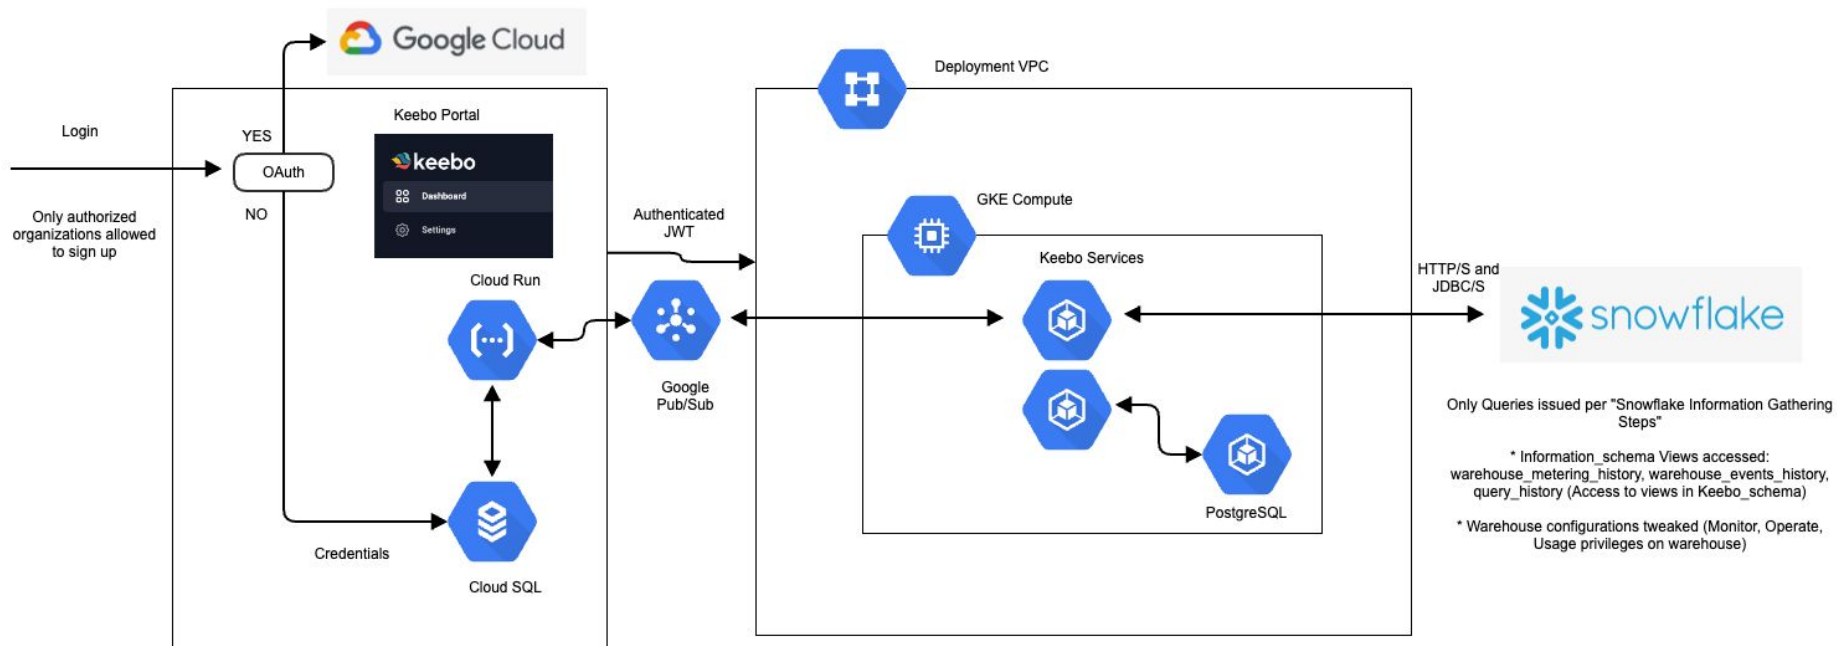 Google Cloud
Deployment VPC
Keebo Portal
Login
YES
OAuth
keebo
Dashboard
Settings
NO
Only authorized
organizations allowed
to sign up
Authenticated
JWT
GKE Compute
Keebo Services
Cloud Run
HTTP/S and
JDBC/S
snowflake
Google
Pub/Sub
Only Queries issued per "Snowflake Information Gathering
Steps"
* Information_schema Views accessed:
warehouse_metering_history, warehouse_events_history,
query_history (Access to views in Keebo_schema)
PostgreSQL
* Warehouse configurations tweaked (Monitor, Operate,
Usage privileges on warehouse)
Credentials
Cloud SQL